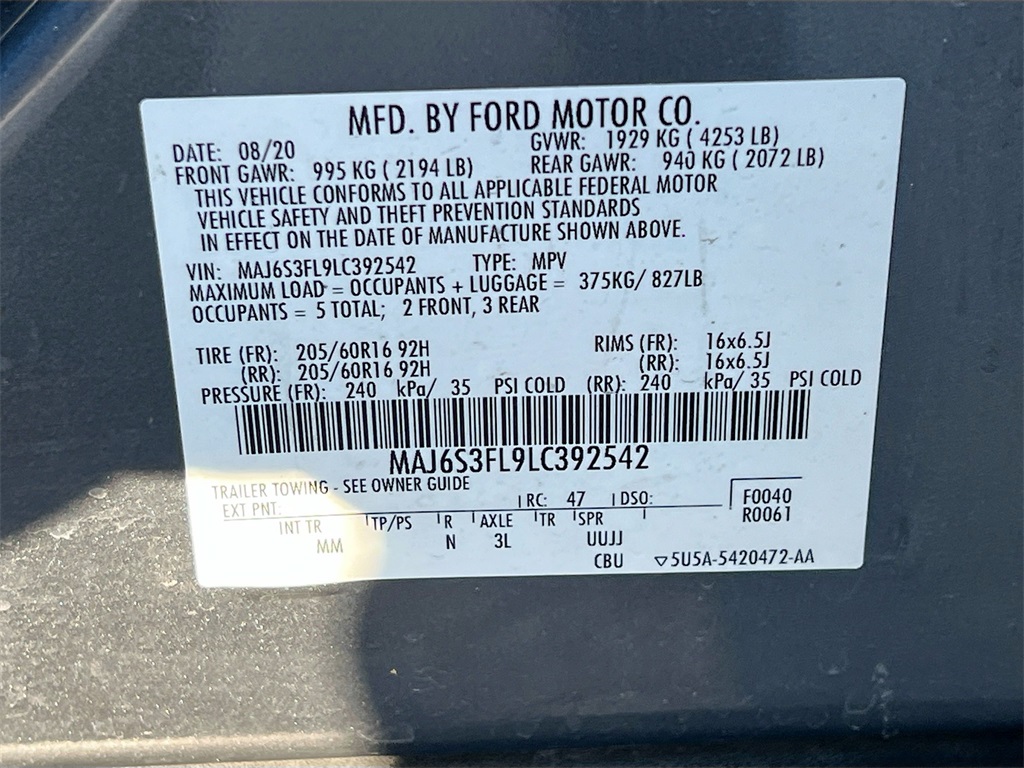 MFD. BY FORD MOTOR CO.
DATE: 08/20 GVWR: 1929 KG ( 4253 LB)
FRONT GAWR: 995 KG ( 2194 LB) REAR GAWR: 940 KG ( 2072 LB)
THIS VEHICLE CONFORMS TO ALL APPLICABLE FEDERAL MOTOR
VEHICLE SAFETY AND THEFT PREVENTION STANDARDS
IN EFFECT ON THE DATE OF MANUFACTURE SHOWN ABOVE.
VIN: MAJ6S3FL9LC392542 TYPE: MPV
MAXIMUM LOAD = OCCUPANTS + LUGGAGE = 375KG/ 827LB
OCCUPANTS = 5 TOTAL; 2 FRONT, 3 REAR
TIRE (FR): 205/60R16 92H RIMS (FR): 16x6.5J
(RR): 205/60R16 92H (RR): 16x6.5J
PRESSURE (FR): 240 kPa/ 35 PSI COLD (RR): 240 kPa/ 35 PSI COLD
MAJ6S3FL9LC392542
TRAILER TOWING - SEE OWNER GUIDE
EXT PNT: RC: 47 DSO: F0040
R0061
INT TR TP/PS R AXLE TR SPR
MM N 3L UUJJ
CBU ▽5U5A-5420472-AA